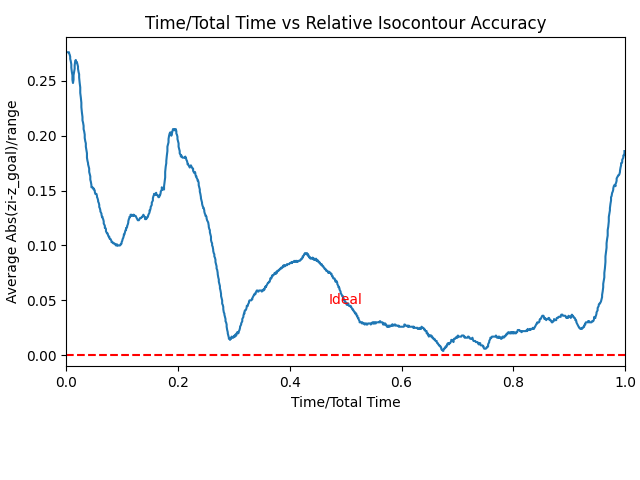 Time/Total Time vs Relative Isocontour Accuracy
Average Abs(zi-z_goal)/range
0.25
0.20
0.15
0.10
0.05
0.00
Ideal
0.0 0.2 0.4 0.6 0.8 1.0
Time/Total Time